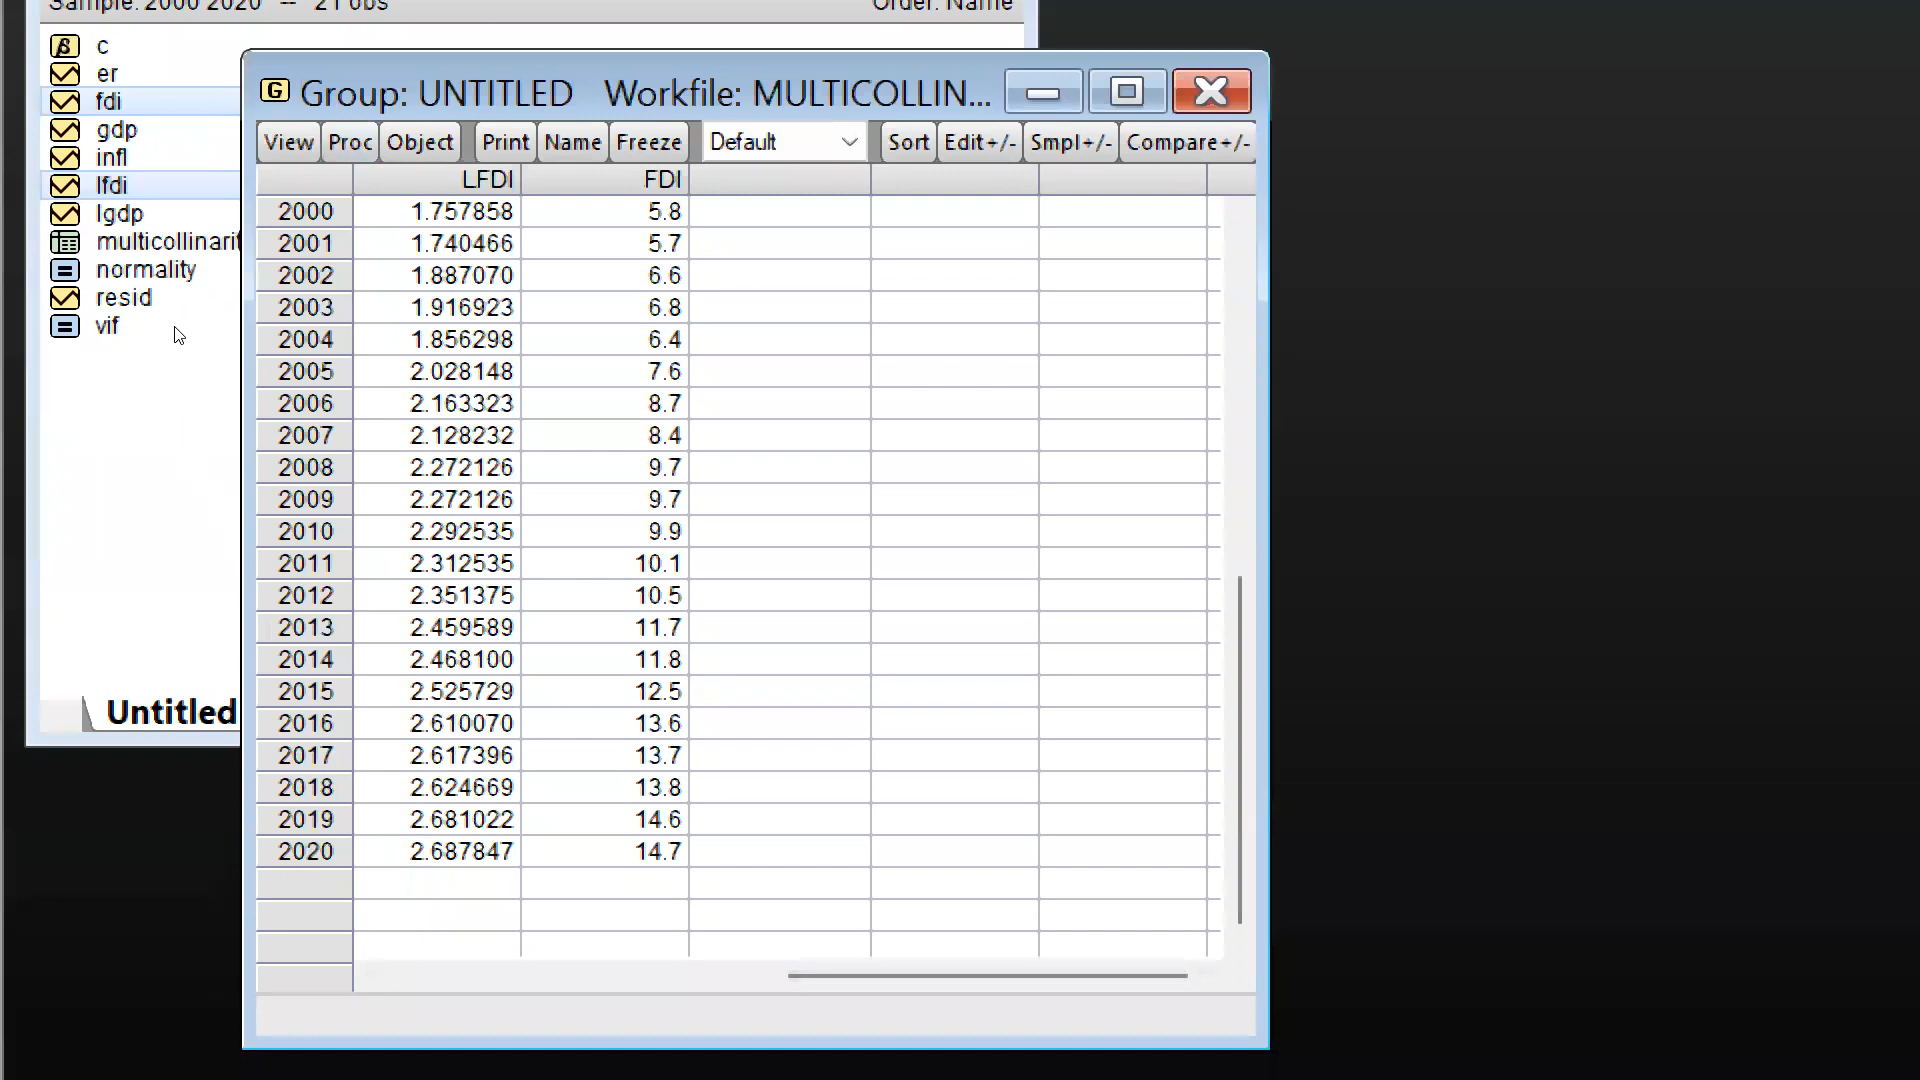 Sample: 2000 2020 -- 21 obs
Order: Name
c
er
fdi
gdp
infl
lfdi
lgdp
multicollinarit
normality
resid
vif
Untitled
Group: UNTITLED Workfile: MULTICOLLIN...
View Proc Object Print Name Freeze Default Sort Edit+/- Smpl+/- Compare+/-
LFDI FDI
2000 1.757858 5.8
2001 1.740466 5.7
2002 1.887070 6.6
2003 1.916923 6.8
2004 1.856298 6.4
2005 2.028148 7.6
2006 2.163323 8.7
2007 2.128232 8.4
2008 2.272126 9.7
2009 2.272126 9.7
2010 2.292535 9.9
2011 2.312535 10.1
2012 2.351375 10.5
2013 2.459589 11.7
2014 2.468100 11.8
2015 2.525729 12.5
2016 2.610070 13.6
2017 2.617396 13.7
2018 2.624669 13.8
2019 2.681022 14.6
2020 2.687847 14.7